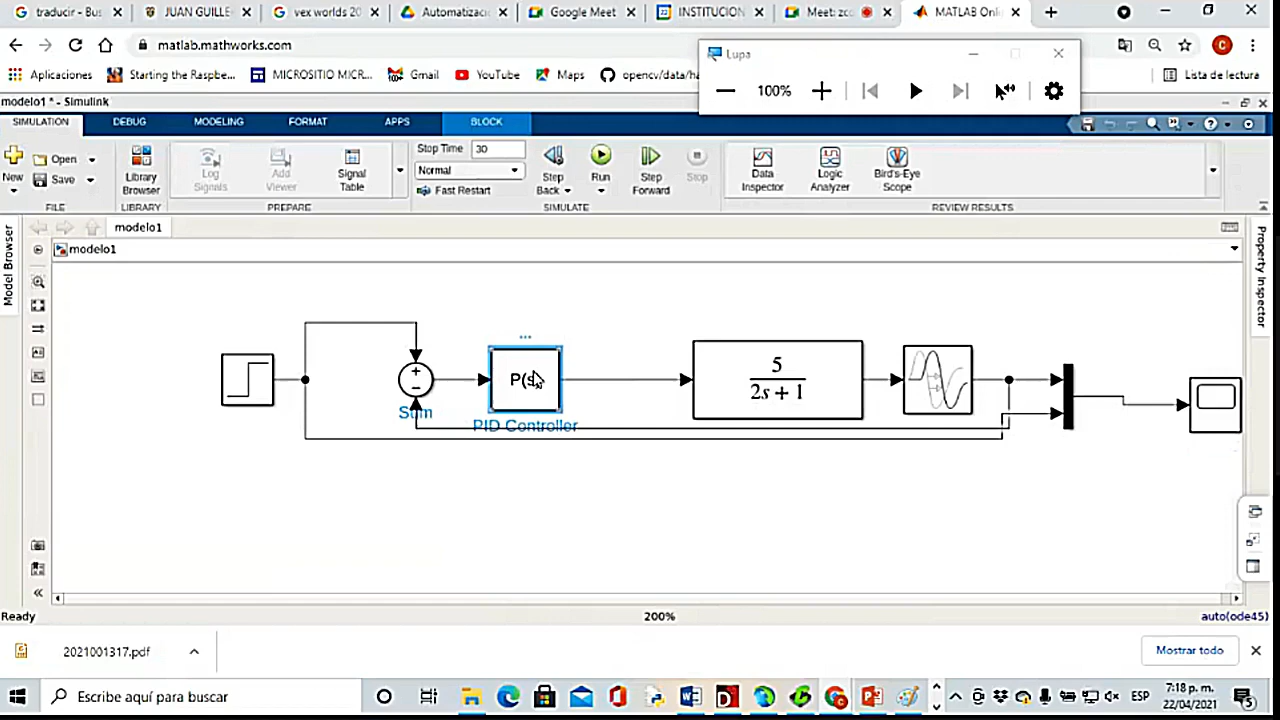 traducir - Bus
JUAN GUILLE
vex worlds 20
Automatizaci
Google Meet
INSTITUCION
Meet: zco
MATLAB Onli
matlab.mathworks.com
Lupa
100%
Aplicaciones
Starting the Raspbe...
MICROSITIO MICR...
Gmail
YouTube
Maps
opencv/data/ha
Lista de lectura
modelo1 * - Simulink
SIMULATION
DEBUG
MODELING
FORMAT
APPS
BLOCK
New
Open
Save
FILE
Library
Browser
LIBRARY
Log
Signals
Add
Viewer
Signal
Table
PREPARE
Stop Time 30
Normal
Fast Restart
Step
Back
Run
Step
Forward
Stop
SIMULATE
Data
Inspector
Logic
Analyzer
Bird's-Eye
Scope
REVIEW RESULTS
Model Browser
modelo1
modelo1
Property Inspector
+
−
Sum
P(s
PID Controller
5
2s + 1
Ready
200%
auto(ode45)
2021001317.pdf
Mostrar todo
Escribe aquí para buscar
ESP
7:18 p. m.
22/04/2021
5